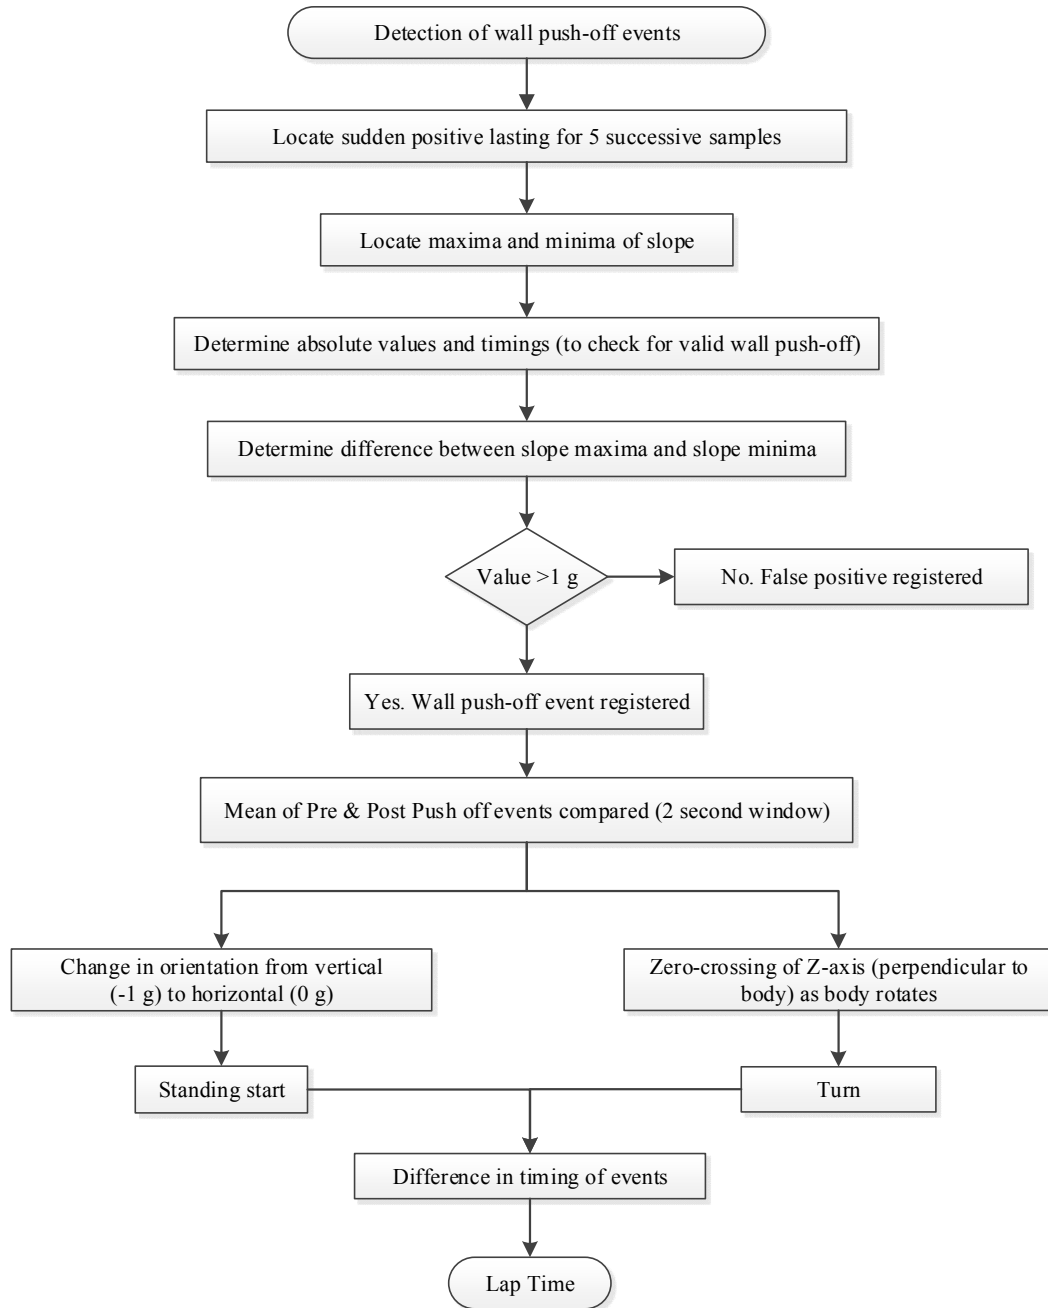 Detection of wall push-off events
Locate sudden positive lasting for 5 successive samples
Locate maxima and minima of slope
Determine absolute values and timings (to check for valid wall push-off)
Determine difference between slope maxima and slope minima
Value >1 g
No. False positive registered
Yes. Wall push-off event registered
Mean of Pre & Post Push off events compared (2 second window)
Change in orientation from vertical
(-1 g) to horizontal (0 g)
Zero-crossing of Z-axis (perpendicular to
body) as body rotates
Standing start
Turn
Difference in timing of events
Lap Time